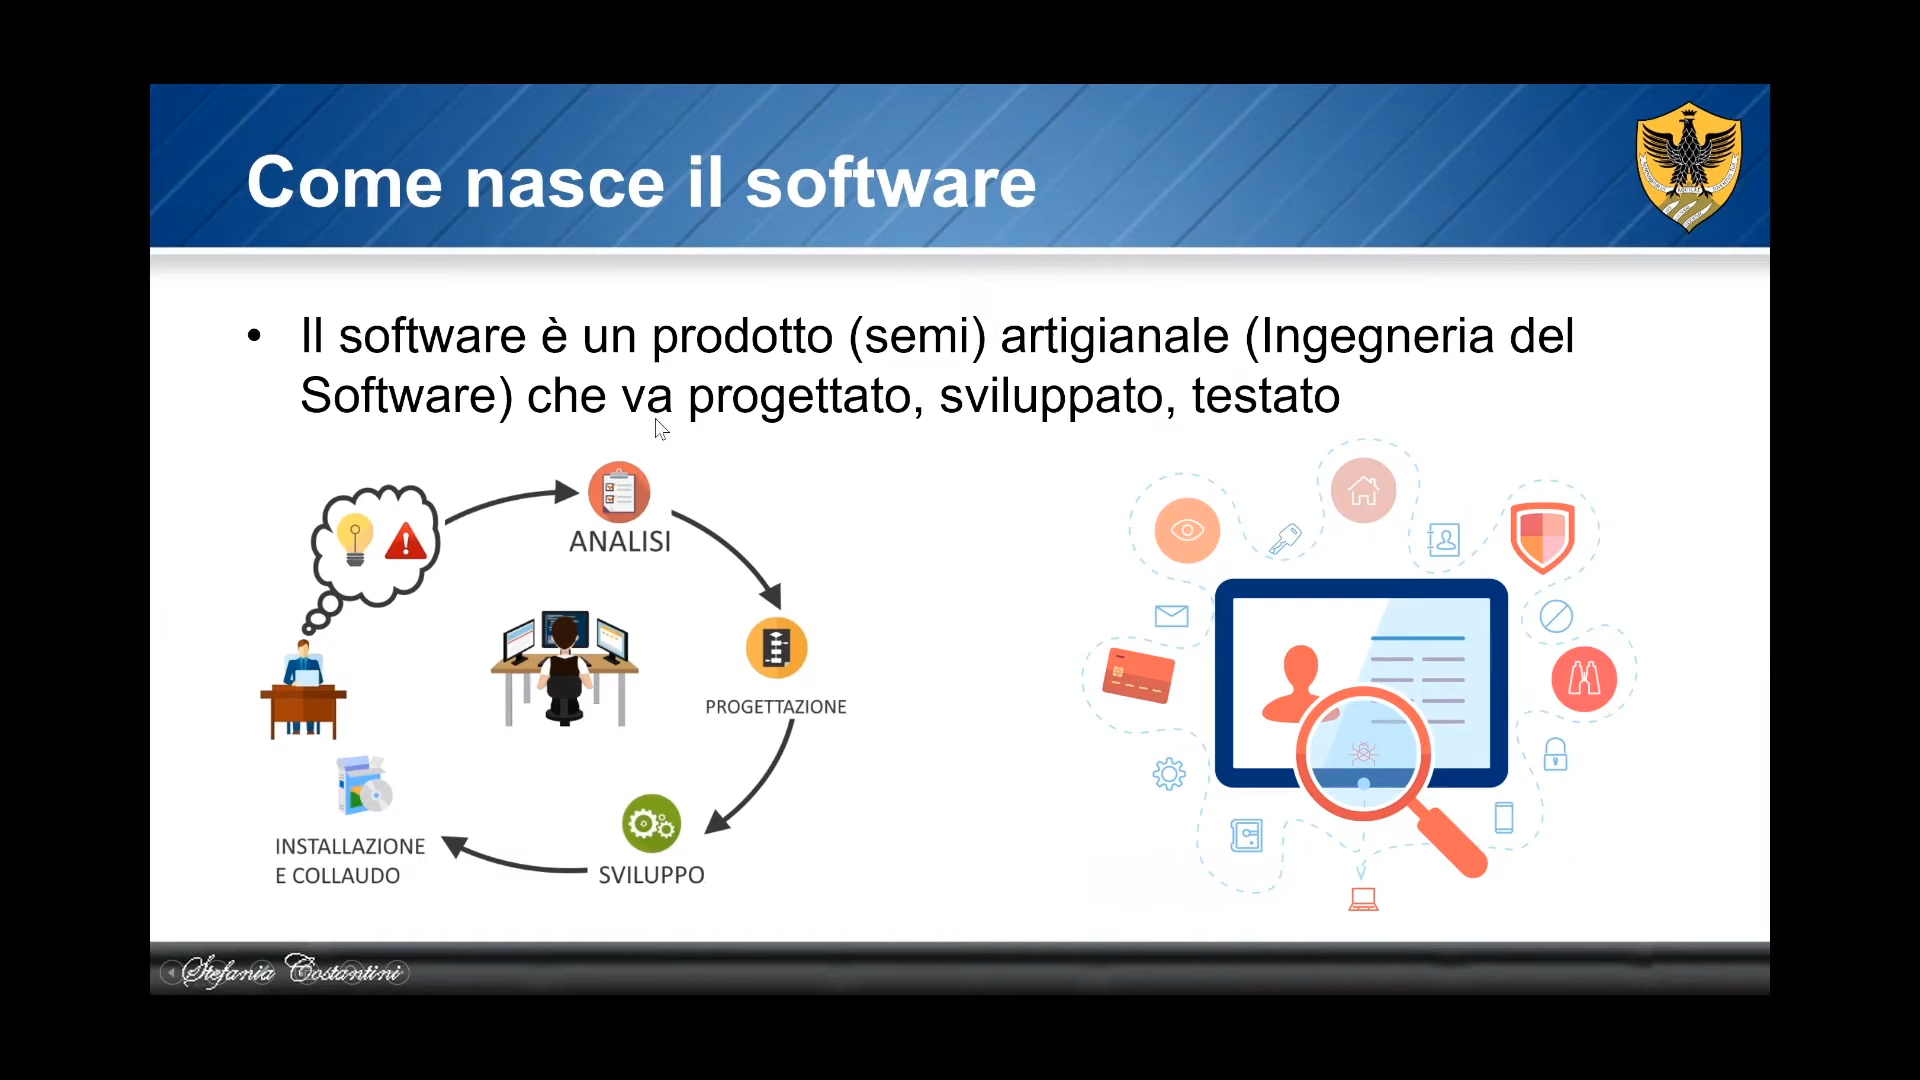 Come nasce il software
• Il software è un prodotto (semi) artigianale (Ingegneria del
Software) che va progettato, sviluppato, testato
ANALISI
PROGETTAZIONE
SVILUPPO
INSTALLAZIONE
E COLLAUDO
Stefania Costantini